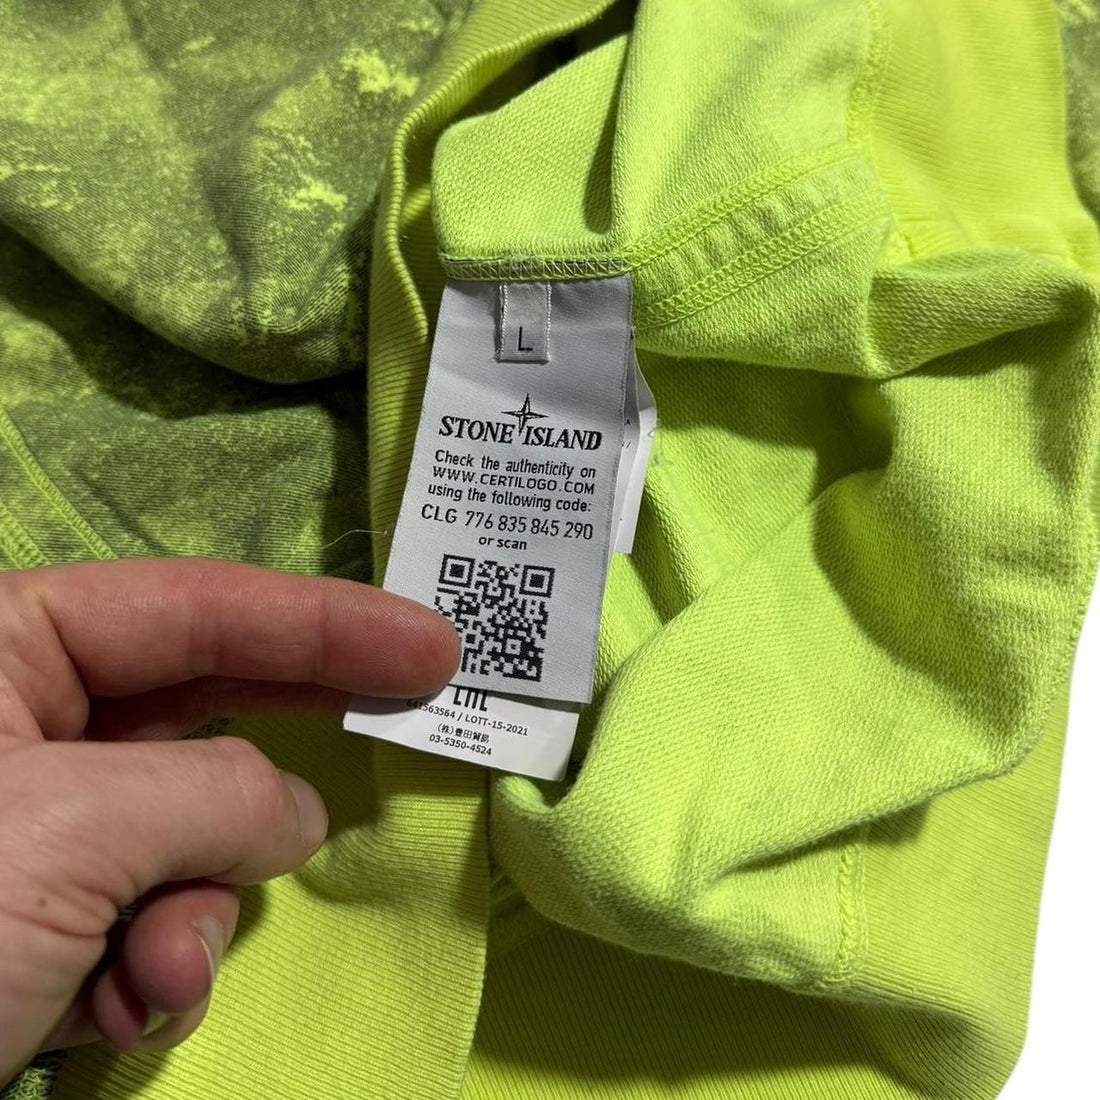 L
STONE ISLAND
Check the authenticity on
WWW.CERTILOGO.COM
using the following code:
CLG 776 835 845 290
or scan
641563564 / LOTT-15-2021
(株)豊田貿易
03-5350-4524